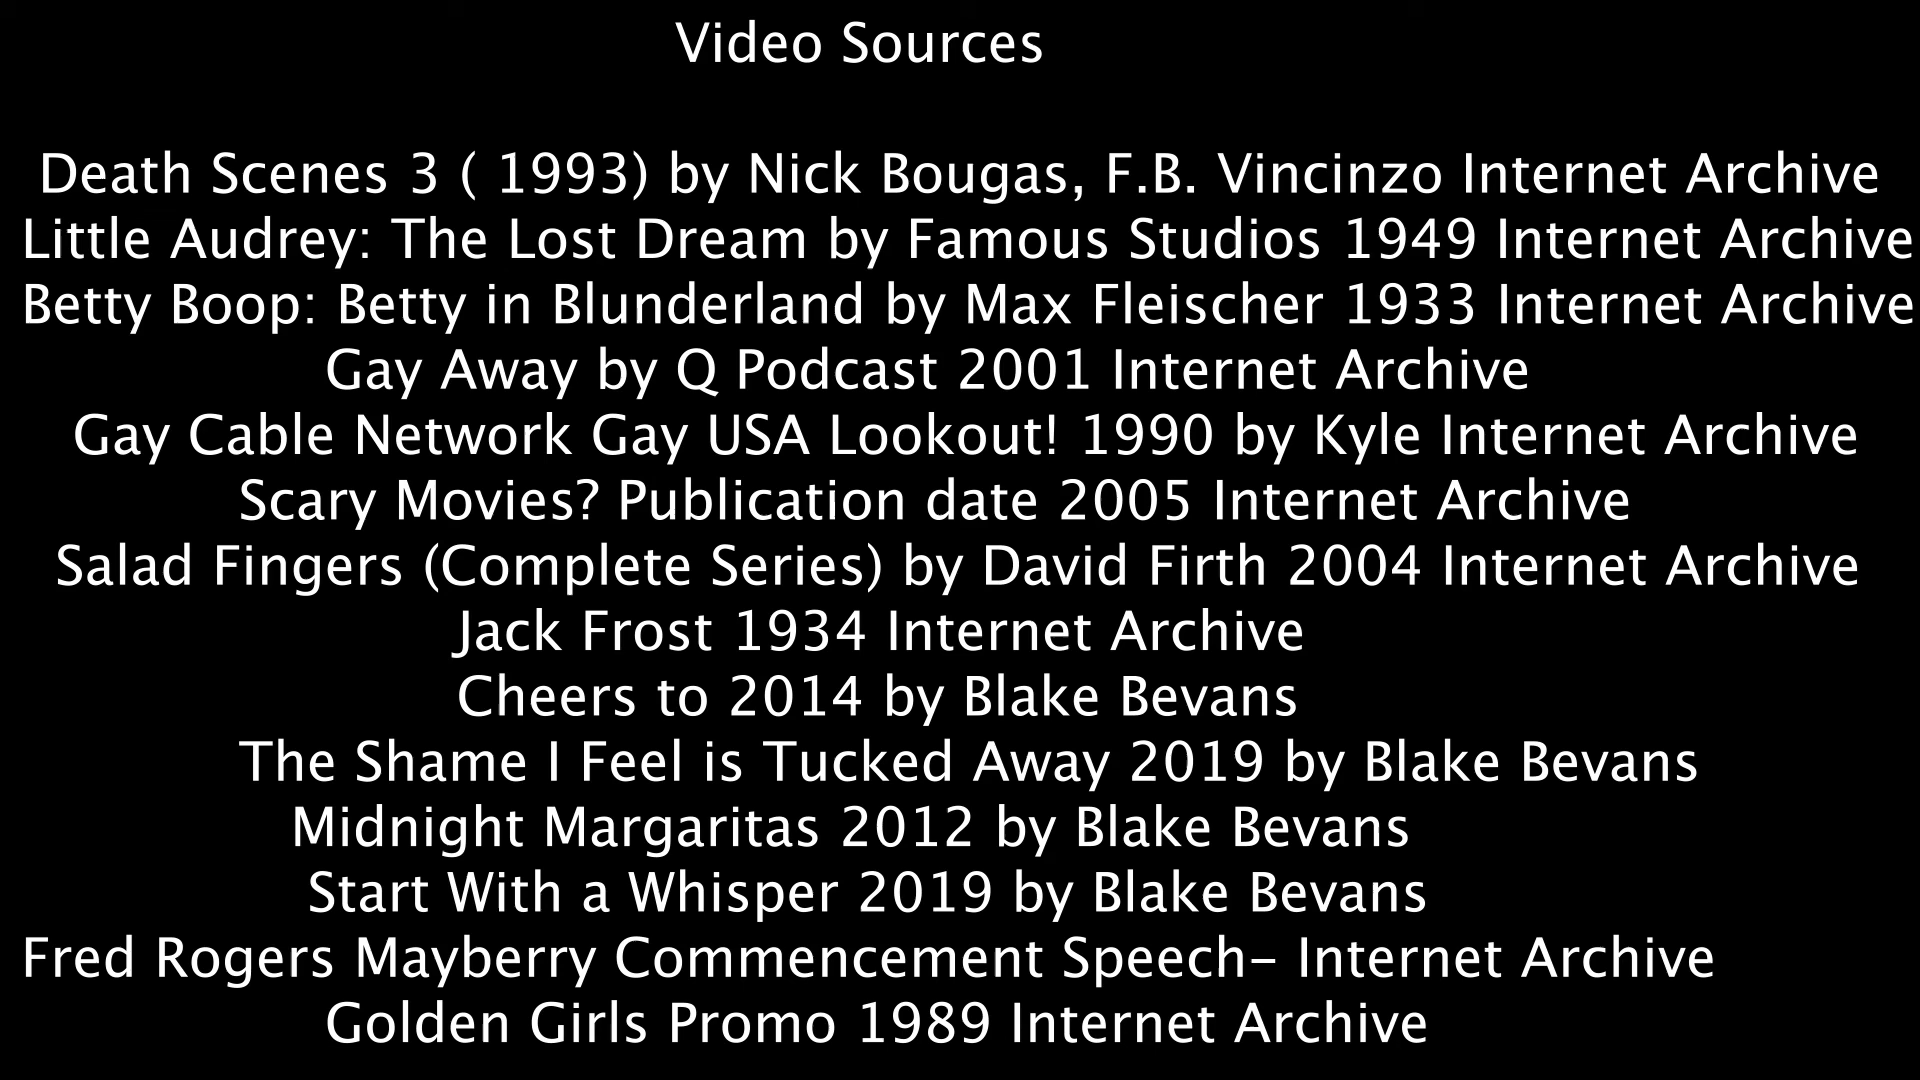 Video Sources
Death Scenes 3 ( 1993) by Nick Bougas, F.B. Vincinzo Internet Archive
Little Audrey: The Lost Dream by Famous Studios 1949 Internet Archive
Betty Boop: Betty in Blunderland by Max Fleischer 1933 Internet Archive
Gay Away by Q Podcast 2001 Internet Archive
Gay Cable Network Gay USA Lookout! 1990 by Kyle Internet Archive
Scary Movies? Publication date 2005 Internet Archive
Salad Fingers (Complete Series) by David Firth 2004 Internet Archive
Jack Frost 1934 Internet Archive
Cheers to 2014 by Blake Bevans
The Shame I Feel is Tucked Away 2019 by Blake Bevans
Midnight Margaritas 2012 by Blake Bevans
Start With a Whisper 2019 by Blake Bevans
Fred Rogers Mayberry Commencement Speech- Internet Archive
Golden Girls Promo 1989 Internet Archive